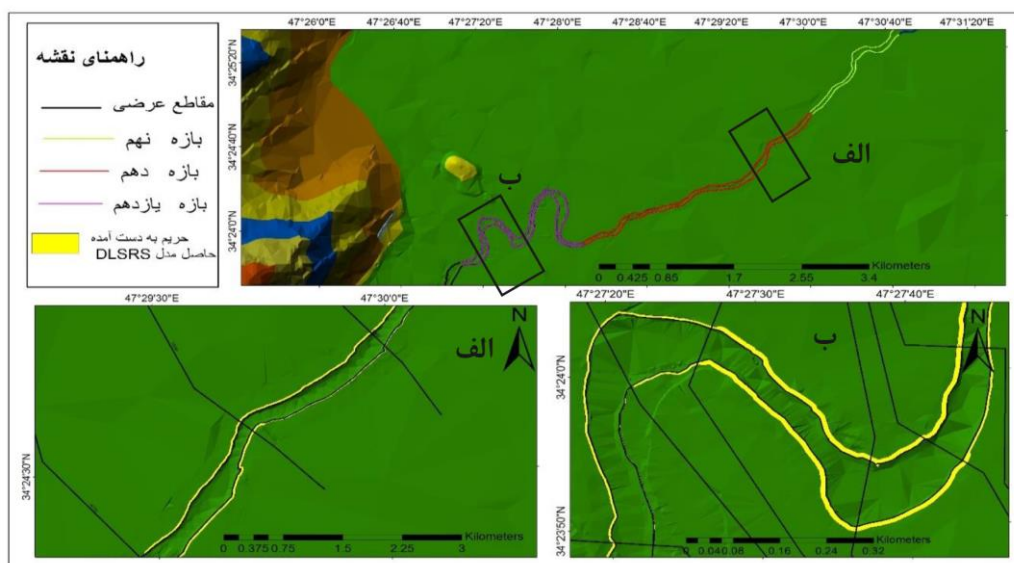 47°26'0"E 47°26'40"E 47°27'20"E 47°28'0"E 47°28'40"E 47°29'20"E 47°30'0"E 47°30'40"E 47°31'20"E
راهنمای نقشه
مقاطع عرضی
بازه نهم
بازه دهم
بازه یازدهم
حریم به دست آمده
حاصل مدل DLSRS
34°25'20"N
34°24'40"N
34°24'0"N
الف
ب
Kilometers
0 0.425 0.85 1.7 2.55 3.4
47°29'30"E 47°30'0"E
34°24'30"N
الف
N
Kilometers
0 0.375 0.75 1.5 2.25 3
47°27'20"E 47°27'30"E 47°27'40"E
34°24'0"N
34°23'50"N
ب
N
Kilometers
0 0.04 0.08 0.16 0.24 0.32